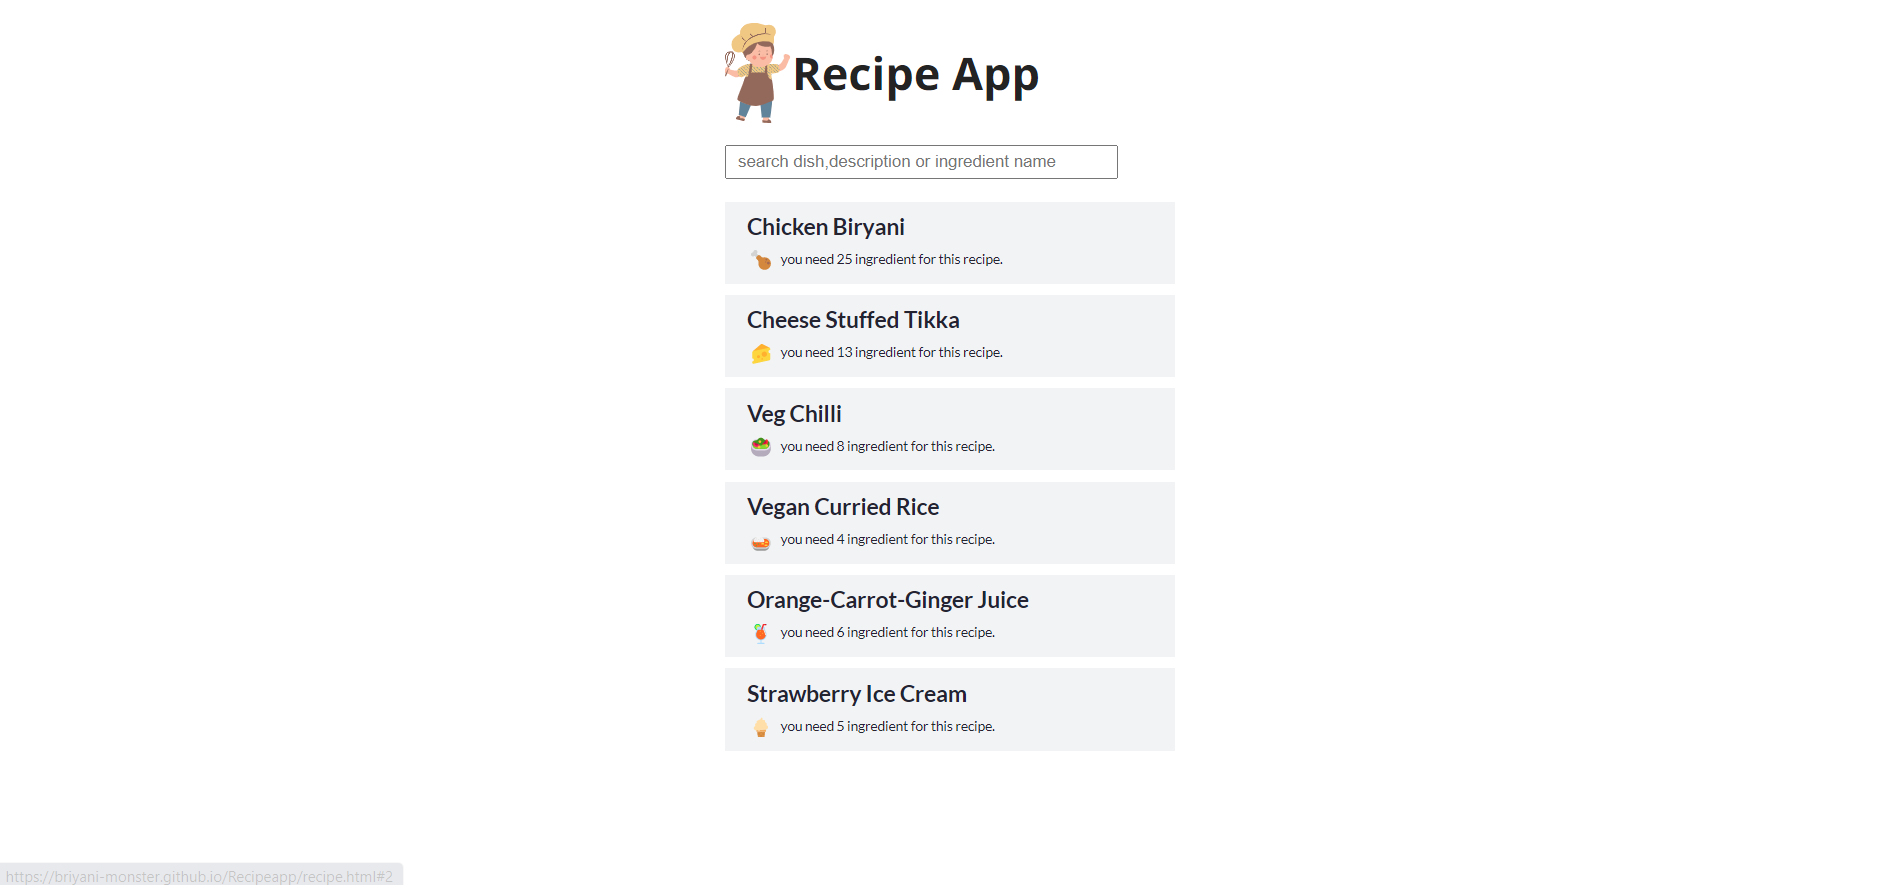 Recipe App
search dish,description or ingredient name
Chicken Biryani
you need 25 ingredient for this recipe.
Cheese Stuffed Tikka
you need 13 ingredient for this recipe.
Veg Chilli
you need 8 ingredient for this recipe.
Vegan Curried Rice
you need 4 ingredient for this recipe.
Orange-Carrot-Ginger Juice
you need 6 ingredient for this recipe.
Strawberry Ice Cream
you need 5 ingredient for this recipe.
https://briyani-monster.github.io/Recipeapp/recipe.html#2